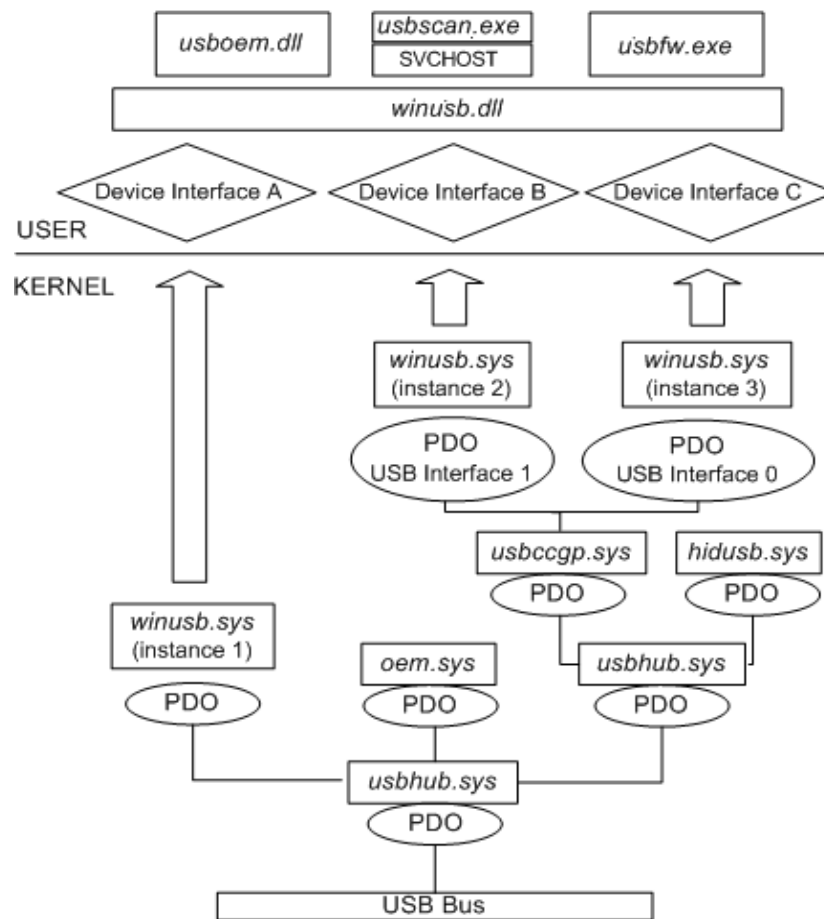 usboem.dll
usbscan.exe
SVCHOST
usbfw.exe
winusb.dll
Device Interface A
Device Interface B
Device Interface C
USER
KERNEL
winusb.sys
(instance 2)
winusb.sys
(instance 3)
PDO
USB Interface 1
PDO
USB Interface 0
usbccgp.sys
hidusb.sys
PDO
PDO
winusb.sys
(instance 1)
oem.sys
usbhub.sys
PDO
PDO
PDO
usbhub.sys
PDO
USB Bus